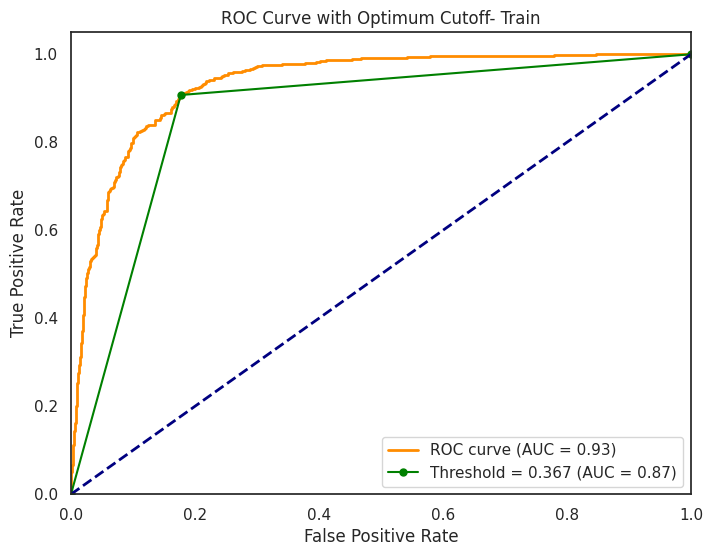 ROC Curve with Optimum Cutoff- Train
True Positive Rate
1.0
0.8
0.6
0.4
0.2
0.0
ROC curve (AUC = 0.93)
Threshold = 0.367 (AUC = 0.87)
0.0 0.2 0.4 0.6 0.8 1.0
False Positive Rate